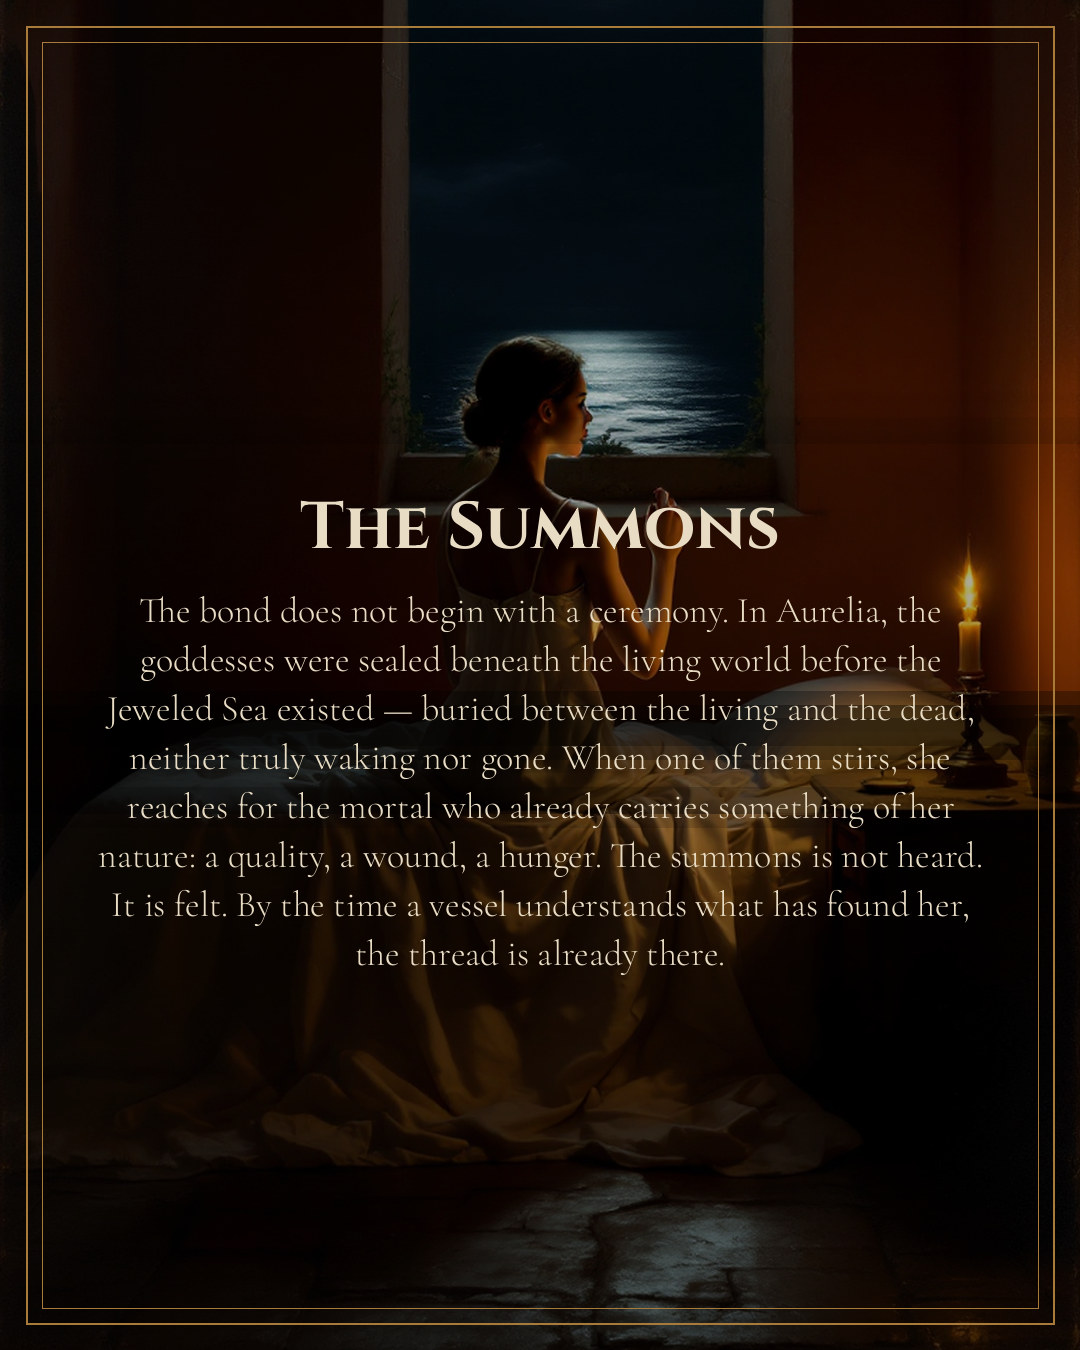 The Summons
The bond does not begin with a ceremony. In Aurelia, the
goddesses were sealed beneath the living world before the
Jeweled Sea existed — buried between the living and the dead,
neither truly waking nor gone. When one of them stirs, she
reaches for the mortal who already carries something of her
nature: a quality, a wound, a hunger. The summons is not heard.
It is felt. By the time a vessel understands what has found her,
the thread is already there.